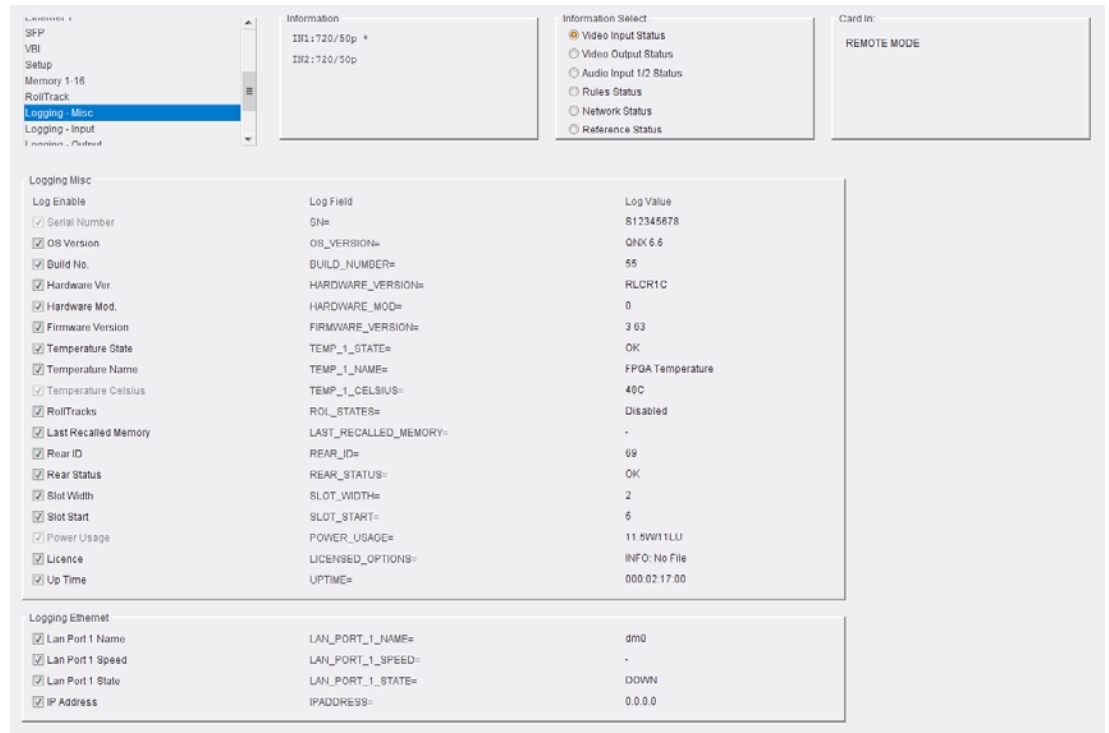 Ethernet 1
SFP
VBI
Setup
Memory 1-16
RollTrack
Logging - Misc
Logging - Input
Logging - Output
Information
IN1:720/50p *
IN2:720/50p
Information Select
Video Input Status
Video Output Status
Audio Input 1/2 Status
Rules Status
Network Status
Reference Status
Card In:
REMOTE MODE
Logging Misc
Log Enable Log Field Log Value
Serial Number SN= S12345678
OS Version OS_VERSION= QNX 6.6
Build No. BUILD_NUMBER= 55
Hardware Ver. HARDWARE_VERSION= RLCR1C
Hardware Mod. HARDWARE_MOD= 0
Firmware Version FIRMWARE_VERSION= 3 63
Temperature State TEMP_1_STATE= OK
Temperature Name TEMP_1_NAME= FPGA Temperature
Temperature Celsius TEMP_1_CELSIUS= 48C
RollTracks ROL_STATES= Disabled
Last Recalled Memory LAST_RECALLED_MEMORY= -
Rear ID REAR_ID= 69
Rear Status REAR_STATUS= OK
Slot Width SLOT_WIDTH= 2
Slot Start SLOT_START= 6
Power Usage POWER_USAGE= 11.5W/11LU
Licence LICENSED_OPTIONS= INFO: No File
Up Time UPTIME= 000:02:17:00
Logging Ethernet
Lan Port 1 Name LAN_PORT_1_NAME= dm0
Lan Port 1 Speed LAN_PORT_1_SPEED= -
Lan Port 1 State LAN_PORT_1_STATE= DOWN
IP Address IPADDRESS= 0.0.0.0